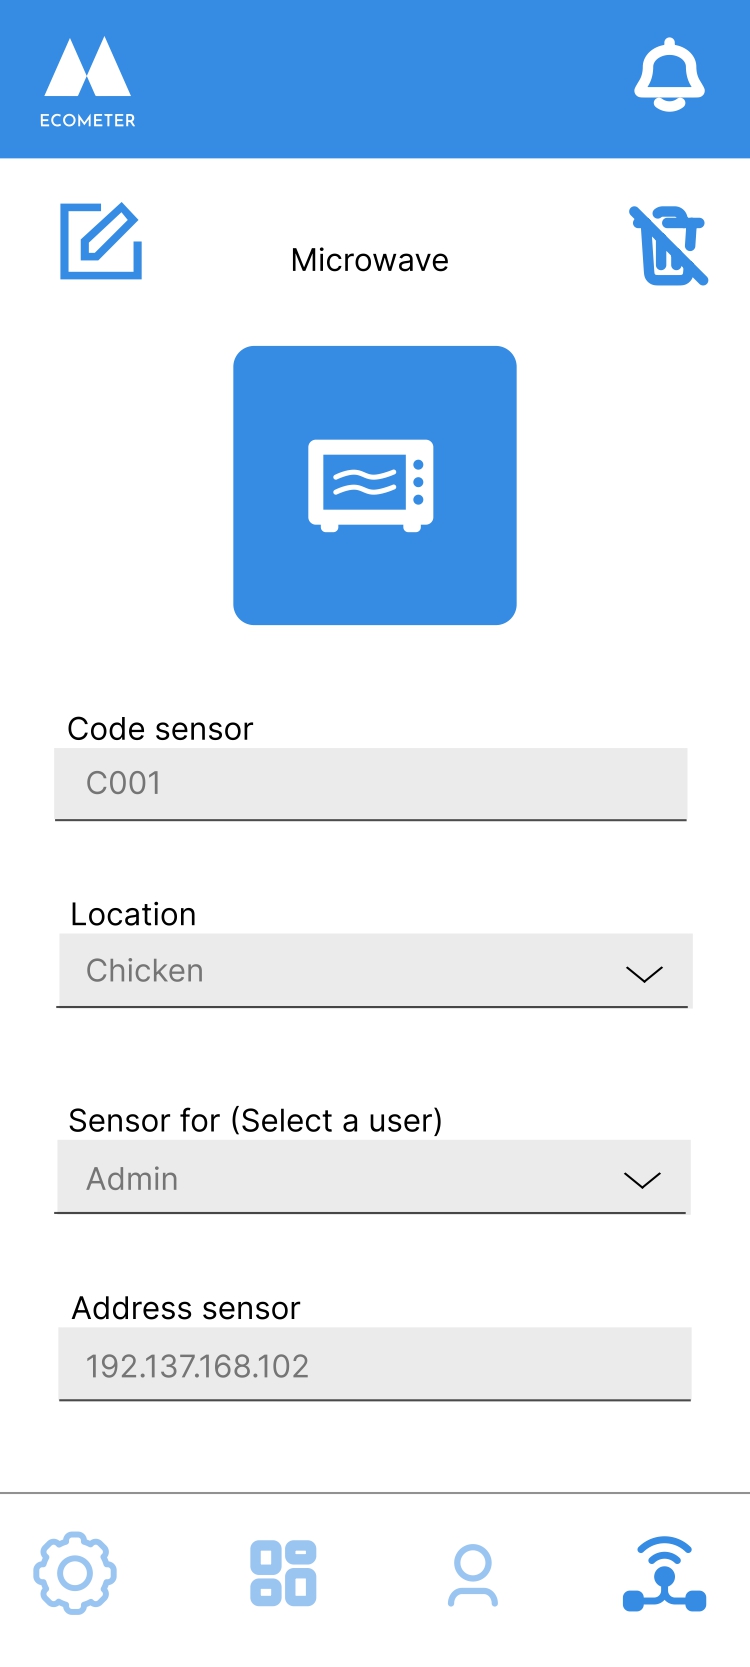 ECOMETER
Microwave
Code sensor
C001
Location
Chicken
Sensor for (Select a user)
Admin
Address sensor
192.137.168.102